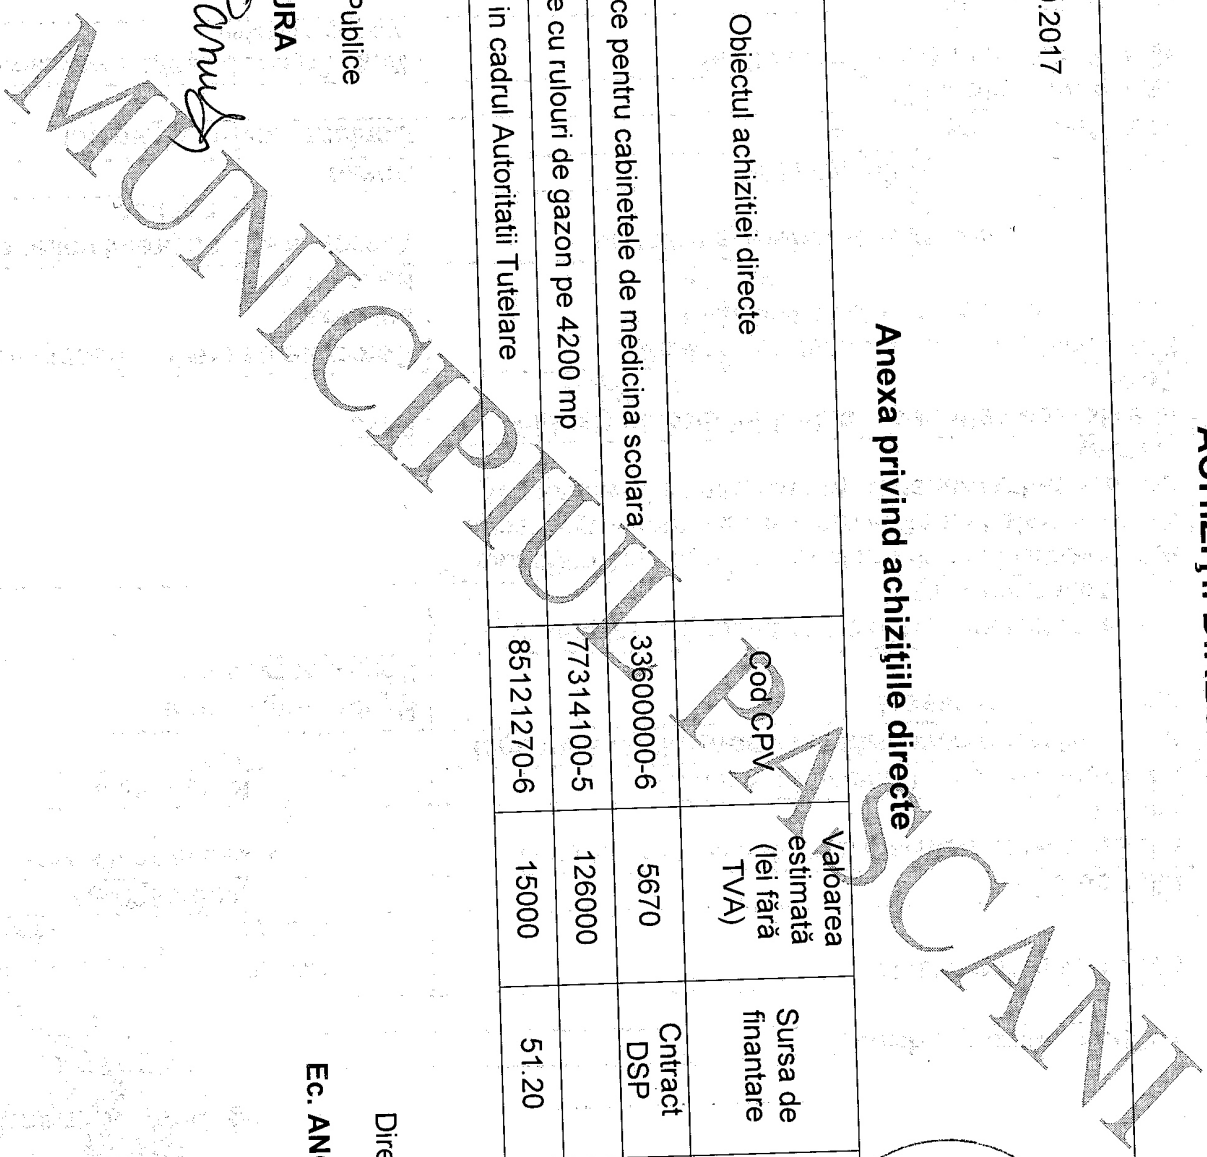 .2017
Anexa privind achiziţiile directe
Obiectul achizitiei directe
Cod CPV
Valoarea
estimată
(lei fără
TVA)
Sursa de
finantare
ce pentru cabinetele de medicina scolara
33600000-6
5670
Cntract
DSP
e cu rulouri de gazon pe 4200 mp
77314100-5
126000
in cadrul Autoritatii Tutelare
85121270-6
15000
51.20
Publice
URA
Dire
Ec. AN
MUNICIPIUL PASCANI